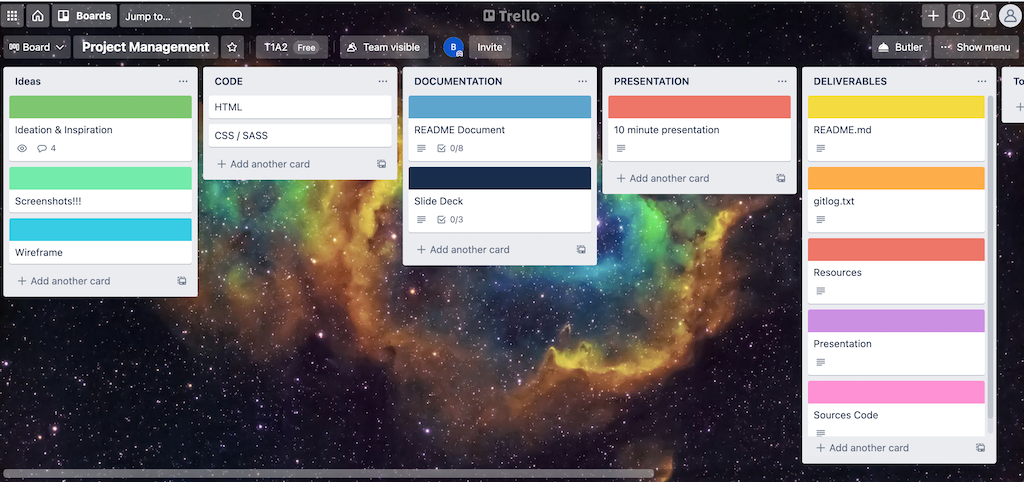 Boards
Jump to...
Trello
Board
Project Management
T1A2 Free
Team visible
B
Invite
Butler
... Show menu
Ideas
Ideation & Inspiration
4
Screenshots!!!
Wireframe
+ Add another card
CODE
HTML
CSS / SASS
+ Add another card
DOCUMENTATION
README Document
0/8
Slide Deck
0/3
+ Add another card
PRESENTATION
10 minute presentation
+ Add another card
DELIVERABLES
README.md
gitlog.txt
Resources
Presentation
Sources Code
+ Add another card
To
+